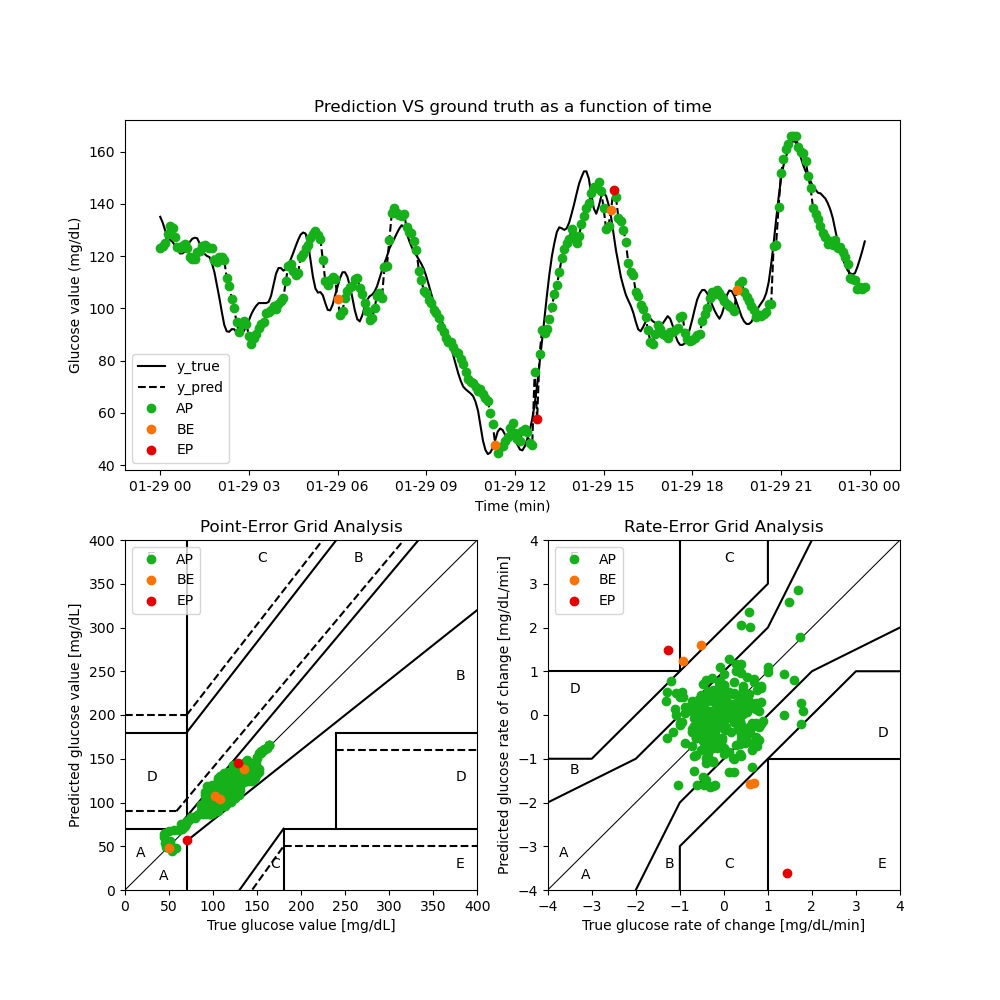 Prediction VS ground truth as a function of time
Glucose value (mg/dL)
160
140
120
100
80
60
40
y_true
y_pred
AP
BE
EP
01-29 00 01-29 03 01-29 06 01-29 09 01-29 12 01-29 15 01-29 18 01-29 21 01-30 00
Time (min)
Point-Error Grid Analysis
Predicted glucose value [mg/dL]
400
350
300
250
200
150
100
50
0
AP
BE
EP
C
B
B
D
D
A
A
C
E
0 50 100 150 200 250 300 350 400
True glucose value [mg/dL]
Rate-Error Grid Analysis
Predicted glucose rate of change [mg/dL/min]
4
3
2
1
0
−1
−2
−3
−4
AP
BE
EP
C
D
D
B
A
A
B
C
E
−4 −3 −2 −1 0 1 2 3 4
True glucose rate of change [mg/dL/min]